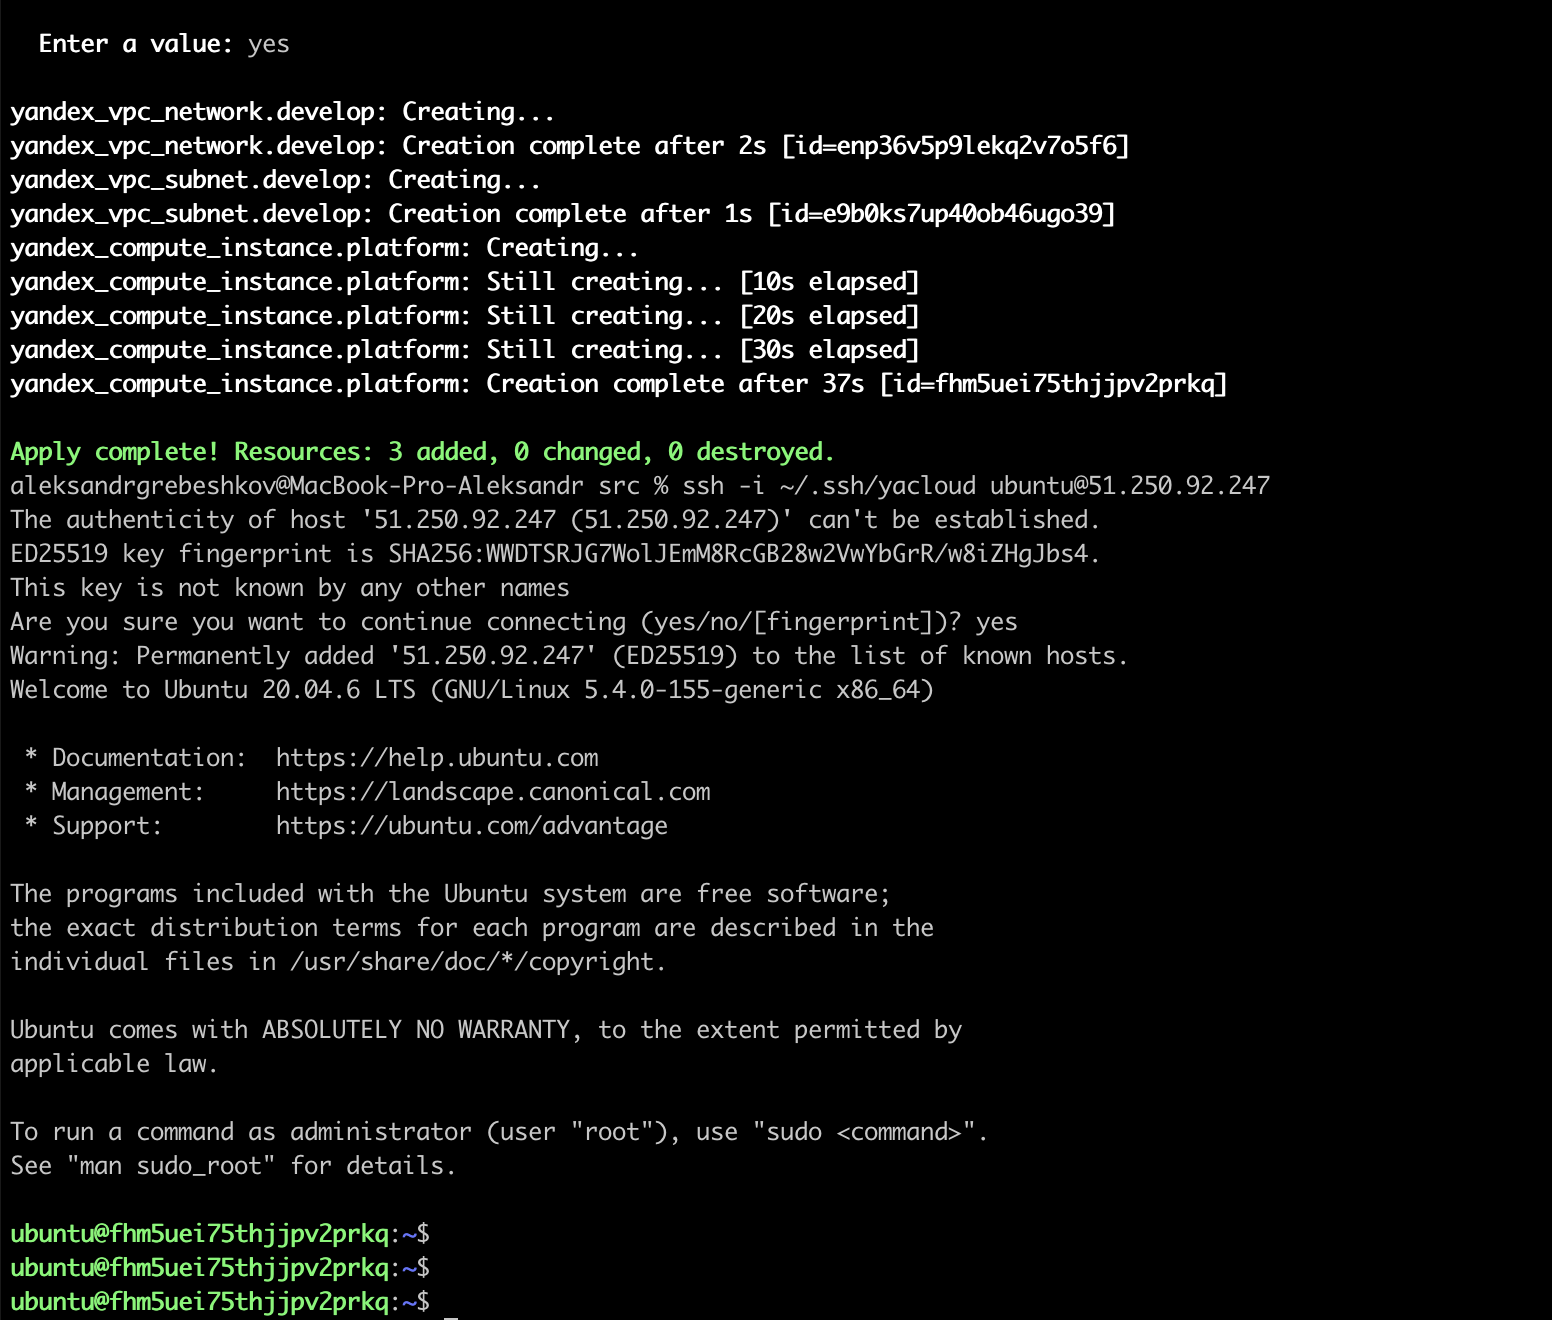 Enter a value: yes
yandex_vpc_network.develop: Creating...
yandex_vpc_network.develop: Creation complete after 2s [id=enp36v5p9lekq2v7o5f6]
yandex_vpc_subnet.develop: Creating...
yandex_vpc_subnet.develop: Creation complete after 1s [id=e9b0ks7up40ob46ugo39]
yandex_compute_instance.platform: Creating...
yandex_compute_instance.platform: Still creating... [10s elapsed]
yandex_compute_instance.platform: Still creating... [20s elapsed]
yandex_compute_instance.platform: Still creating... [30s elapsed]
yandex_compute_instance.platform: Creation complete after 37s [id=fhm5uei75thjjpv2prkq]
Apply complete! Resources: 3 added, 0 changed, 0 destroyed.
aleksandrgrebeshkov@MacBook-Pro-Aleksandr src % ssh -i ~/.ssh/yacloud ubuntu@51.250.92.247
The authenticity of host '51.250.92.247 (51.250.92.247)' can't be established.
ED25519 key fingerprint is SHA256:WWDTSRJG7WolJEmM8RcGB28w2VwYbGrR/w8iZHgJbs4.
This key is not known by any other names
Are you sure you want to continue connecting (yes/no/[fingerprint])? yes
Warning: Permanently added '51.250.92.247' (ED25519) to the list of known hosts.
Welcome to Ubuntu 20.04.6 LTS (GNU/Linux 5.4.0-155-generic x86_64)
* Documentation:  https://help.ubuntu.com
* Management:     https://landscape.canonical.com
* Support:        https://ubuntu.com/advantage
The programs included with the Ubuntu system are free software;
the exact distribution terms for each program are described in the
individual files in /usr/share/doc/*/copyright.
Ubuntu comes with ABSOLUTELY NO WARRANTY, to the extent permitted by
applicable law.
To run a command as administrator (user "root"), use "sudo <command>".
See "man sudo_root" for details.
ubuntu@fhm5uei75thjjpv2prkq:~$
ubuntu@fhm5uei75thjjpv2prkq:~$
ubuntu@fhm5uei75thjjpv2prkq:~$